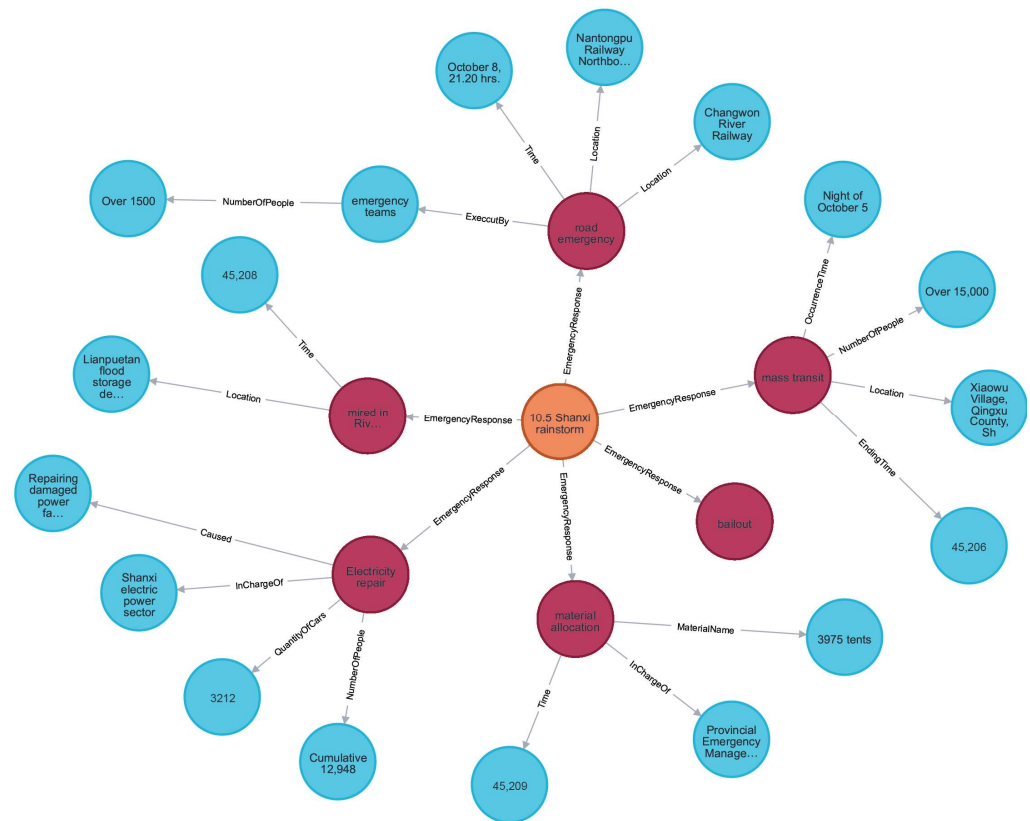 October 8,
21.20 hrs.
Nantongpu
Railway
Northbo...
Changwon
River
Railway
Time
Location
Location
Over 1500
NumberOfPeople
emergency
teams
ExeccutBy
road
emergency
Night of
October 5
45,208
OccurrenceTime
Over 15,000
EmergencyResponse
NumberOfPeople
Time
Lianpuetan
flood
storage
de...
Location
mired in
Riv...
EmergencyResponse
10.5 Shanxi
rainstorm
EmergencyResponse
mass transit
Location
Xiaowu
Village,
Qingxu
County,
Sh
EndingTime
EmergencyResponse
EmergencyResponse
EmergencyResponse
bailout
45,206
Repairing
damaged
power
fa...
Caused
Electricity
repair
Shanxi
electric
power
sector
InChargeOf
QuantityOfCars
NumberOfPeople
3212
Cumulative
12,948
material
allocation
MaterialName
3975 tents
InChargeOf
Time
Provincial
Emergency
Manage...
45,209